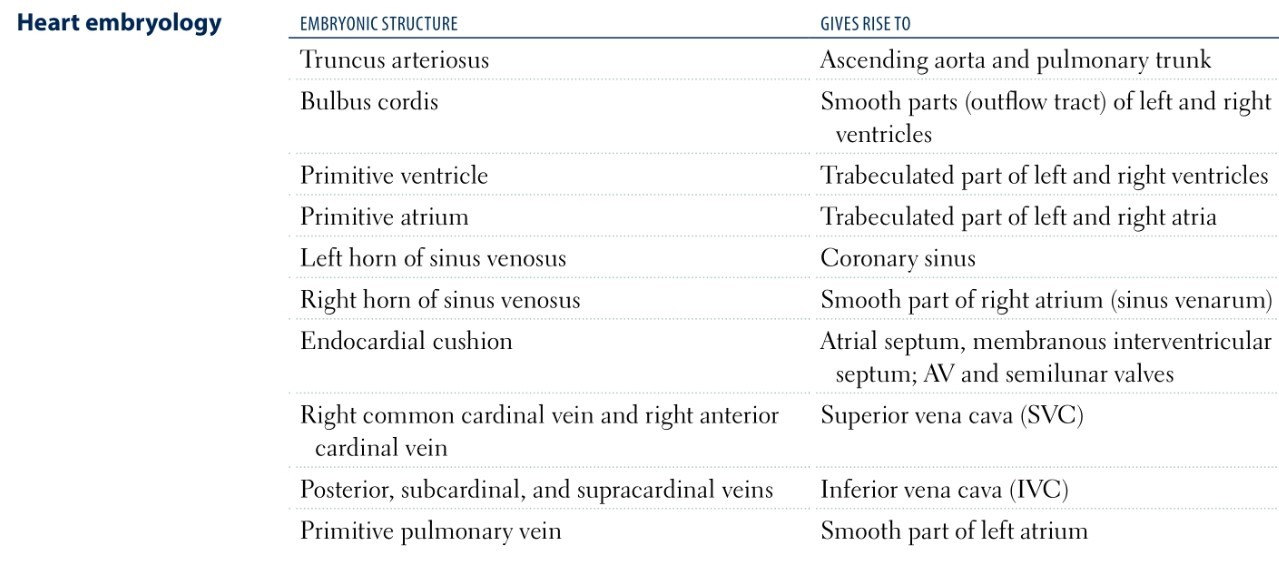 Heart embryology
EMBRYONIC STRUCTURE GIVES RISE TO
Truncus arteriosus Ascending aorta and pulmonary trunk
Bulbus cordis Smooth parts (outflow tract) of left and right
ventricles
Primitive ventricle Trabeculated part of left and right ventricles
Primitive atrium Trabeculated part of left and right atria
Left horn of sinus venosus Coronary sinus
Right horn of sinus venosus Smooth part of right atrium (sinus venarum)
Endocardial cushion Atrial septum, membranous interventricular
septum; AV and semilunar valves
Right common cardinal vein and right anterior Superior vena cava (SVC)
cardinal vein
Posterior, subcardinal, and supracardinal veins Inferior vena cava (IVC)
Primitive pulmonary vein Smooth part of left atrium